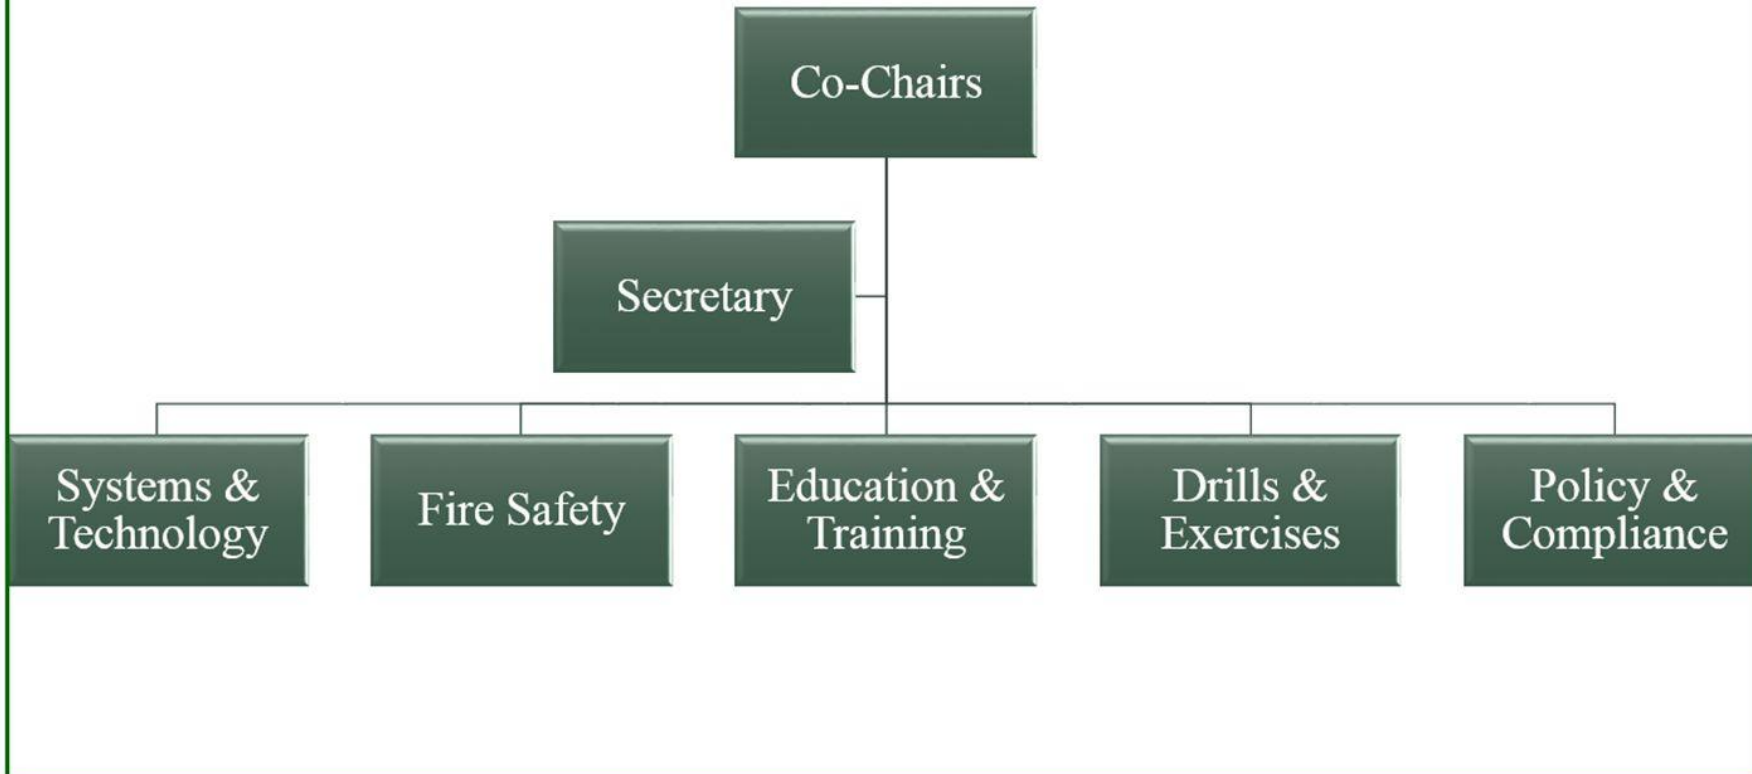 Co-Chairs
Secretary
Systems &
Technology
Fire Safety
Education &
Training
Drills &
Exercises
Policy &
Compliance